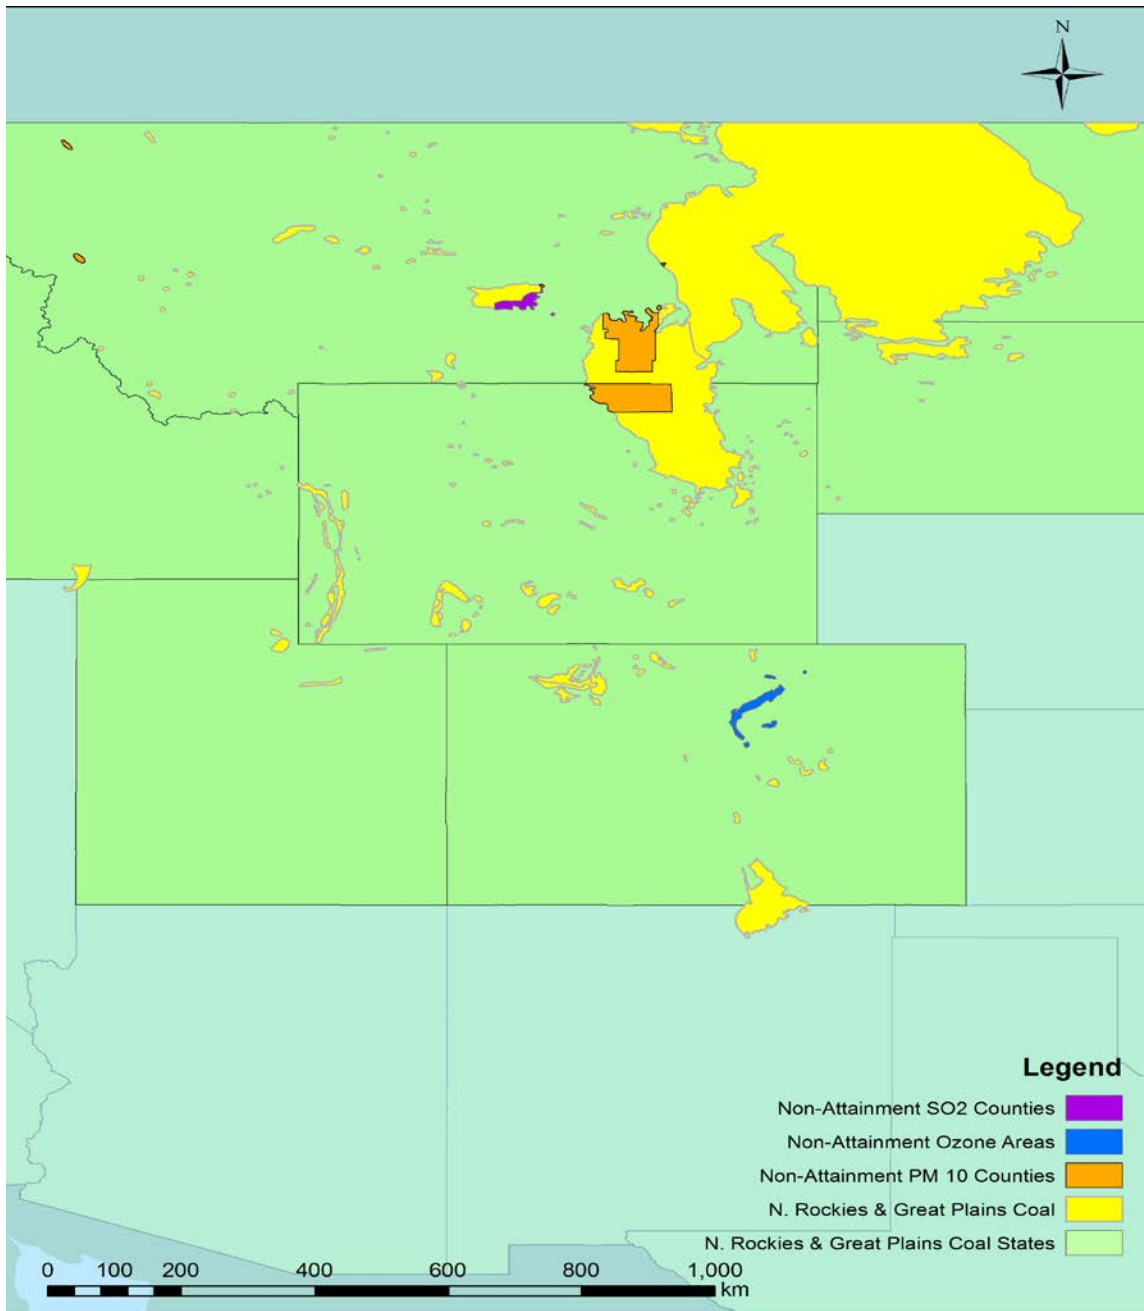 N
Legend
Non-Attainment SO2 Counties
Non-Attainment Ozone Areas
Non-Attainment PM 10 Counties
N. Rockies & Great Plains Coal
N. Rockies & Great Plains Coal States
0 100 200 400 600 800 1,000
km